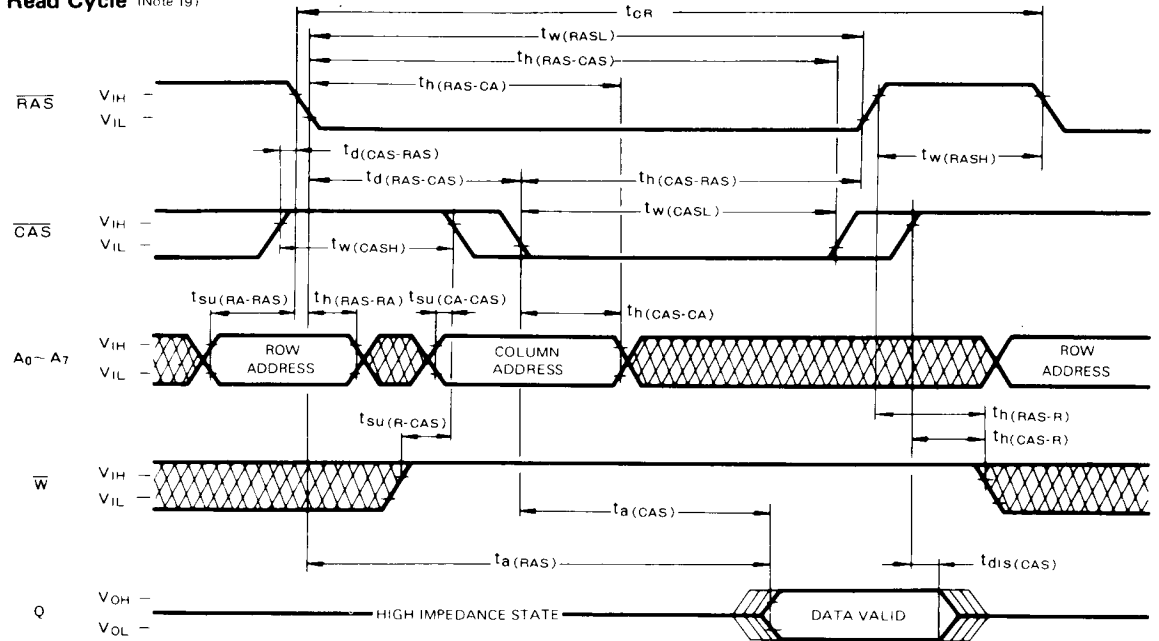 Read Cycle (Note 19)
tCR
tw(RASL)
th(RAS-CAS)
th(RAS-CA)
RAS
VIH
VIL
td(CAS-RAS)
tw(RASH)
td(RAS-CAS)
th(CAS-RAS)
CAS
VIH
VIL
tw(CASL)
tw(CASH)
tsu(RA-RAS)
th(RAS-RA)
tsu(CA-CAS)
th(CAS-CA)
A0~A7
VIH
VIL
ROW
ADDRESS
COLUMN
ADDRESS
ROW
ADDRESS
tsu(R-CAS)
th(RAS-R)
th(CAS-R)
W
VIH
VIL
ta(CAS)
ta(RAS)
tdis(CAS)
Q
VOH
VOL
HIGH IMPEDANCE STATE
DATA VALID